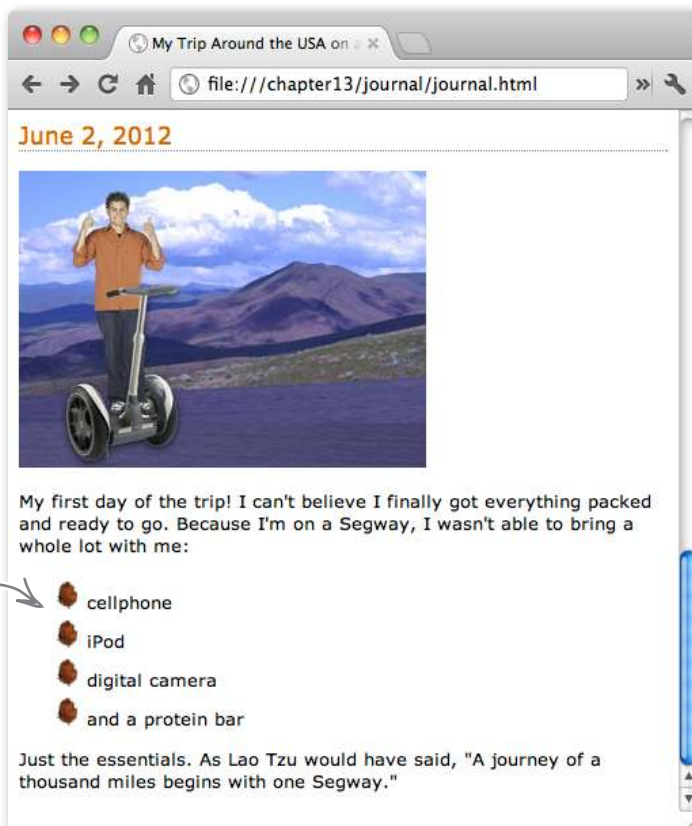 My Trip Around the USA on a
file:///chapter13/journal/journal.html
June 2, 2012
My first day of the trip! I can't believe I finally got everything packed
and ready to go. Because I'm on a Segway, I wasn't able to bring a
whole lot with me:
cellphone
iPod
digital camera
and a protein bar
Just the essentials. As Lao Tzu would have said, "A journey of a
thousand miles begins with one Segway."